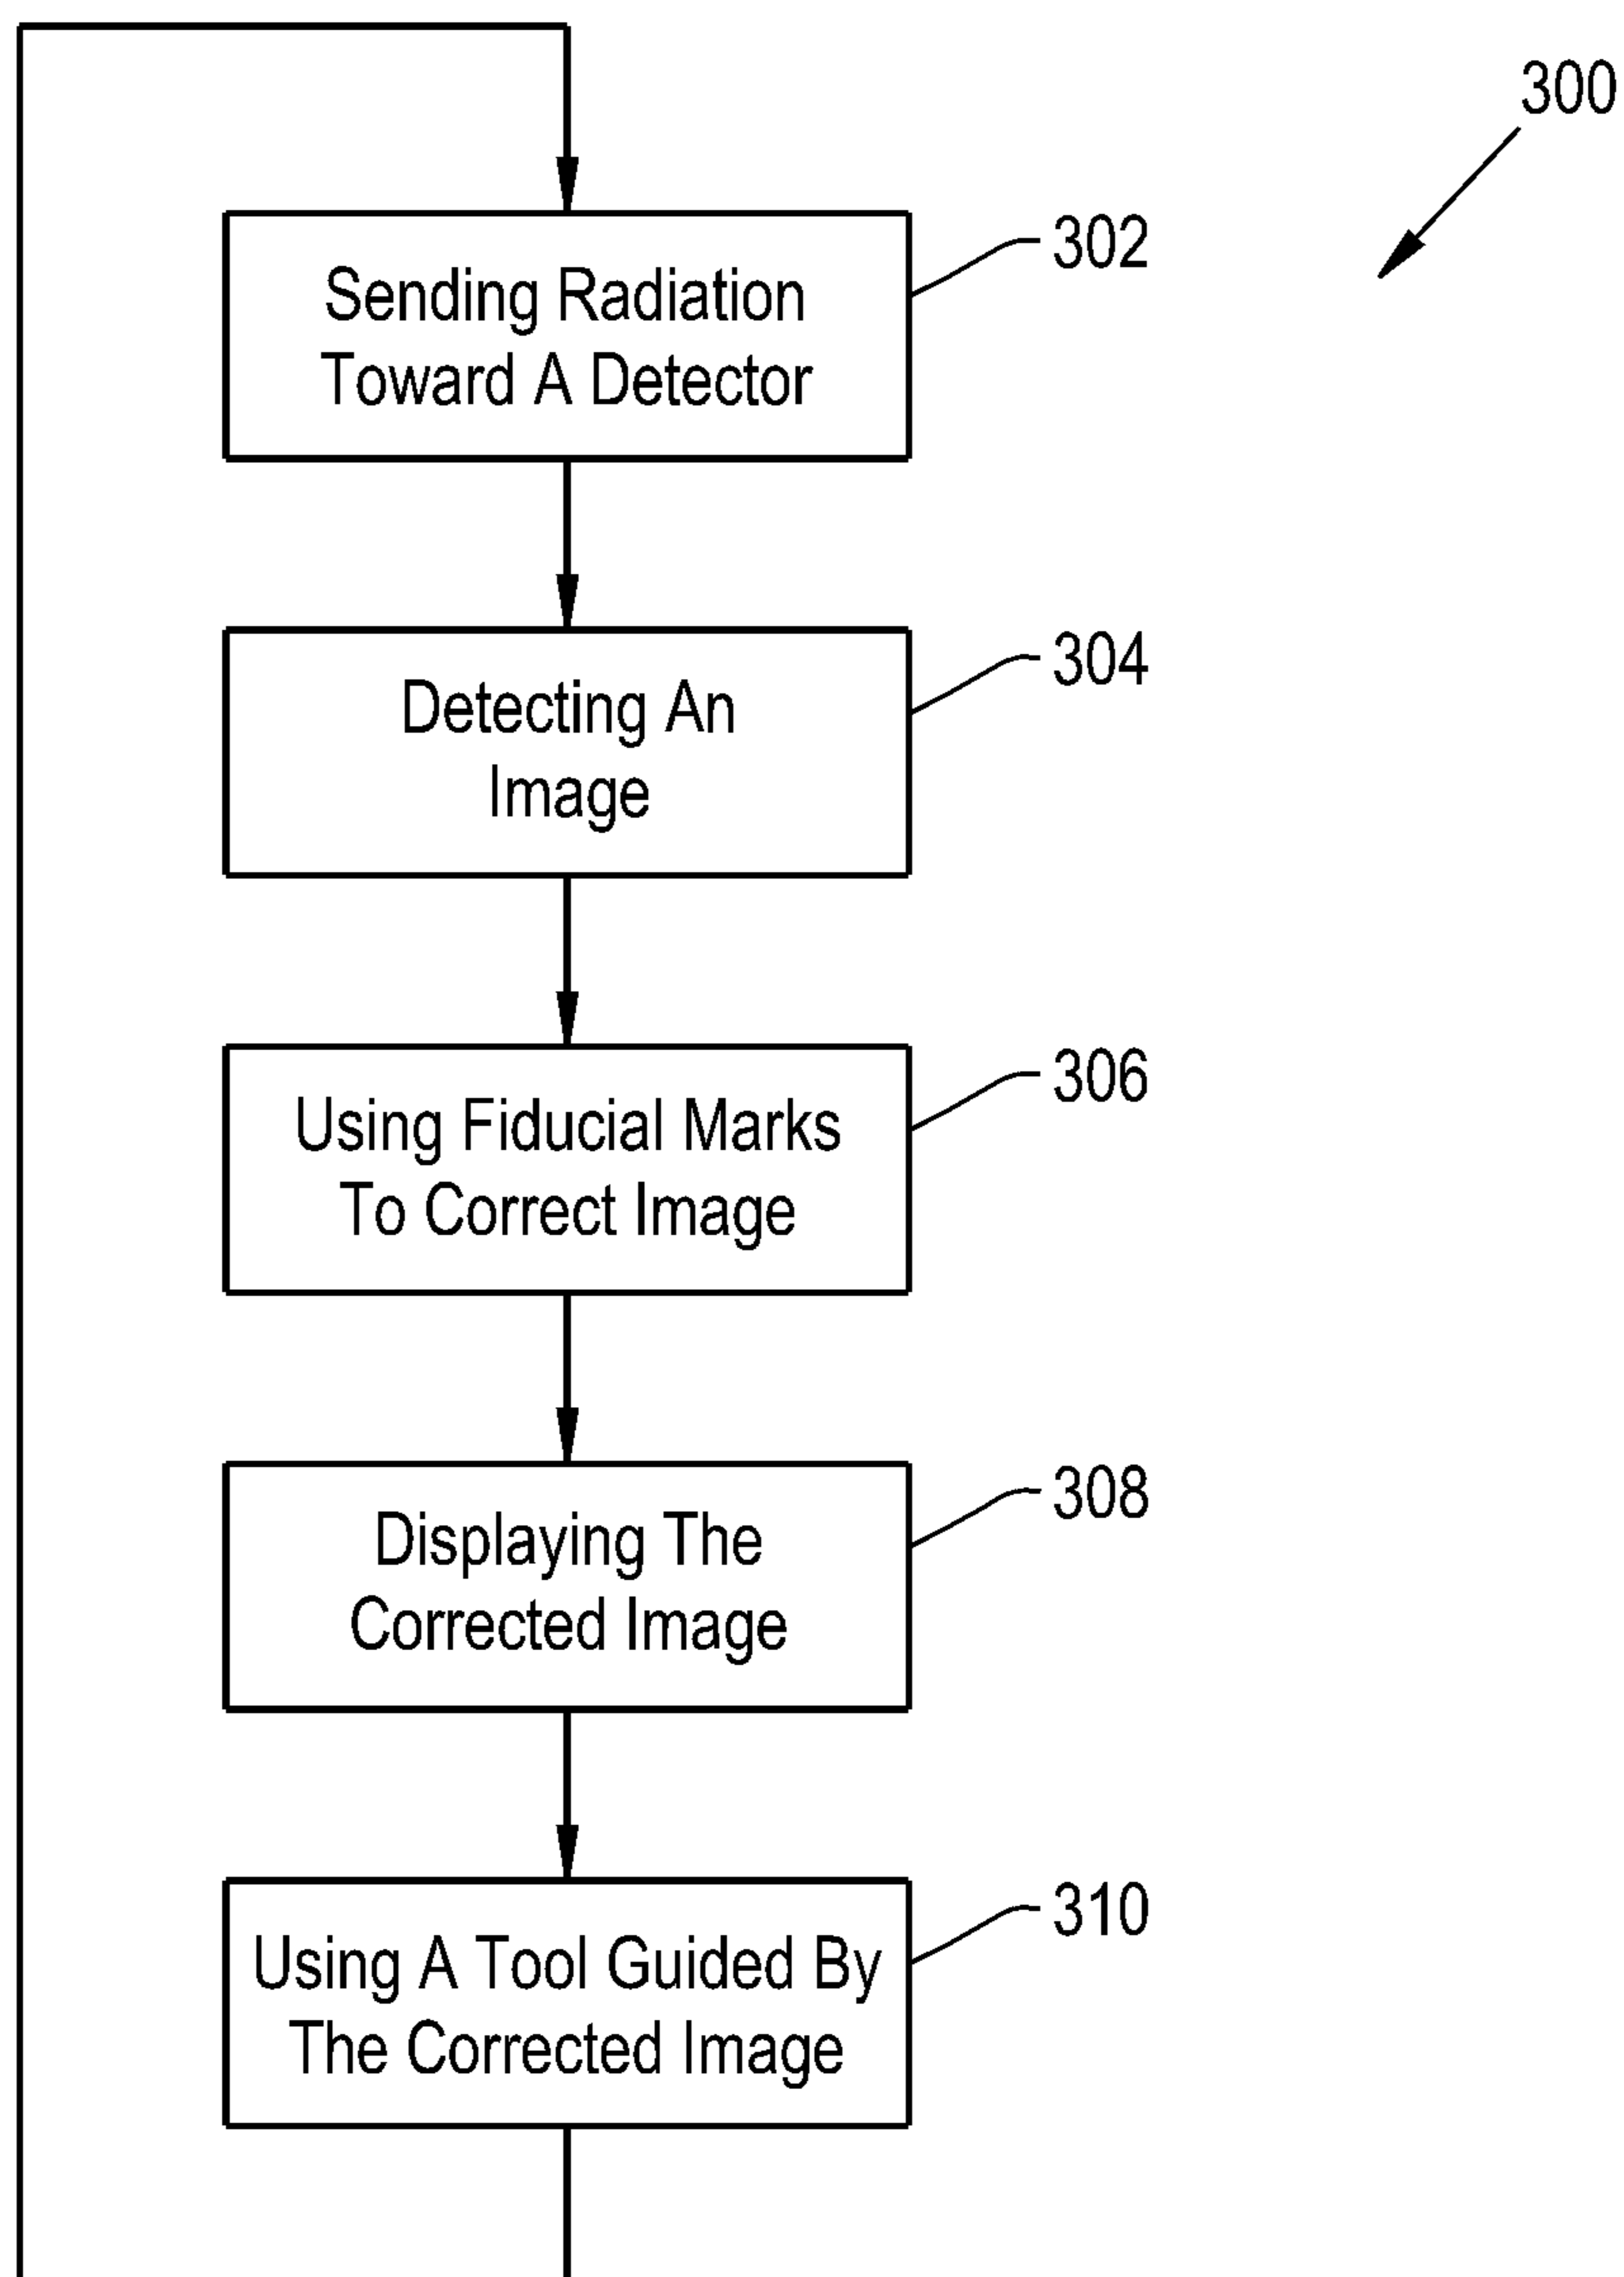 300
302
Sending Radiation
Toward A Detector
304
Detecting An
Image
306
Using Fiducial Marks
To Correct Image
308
Displaying The
Corrected Image
310
Using A Tool Guided By
The Corrected Image